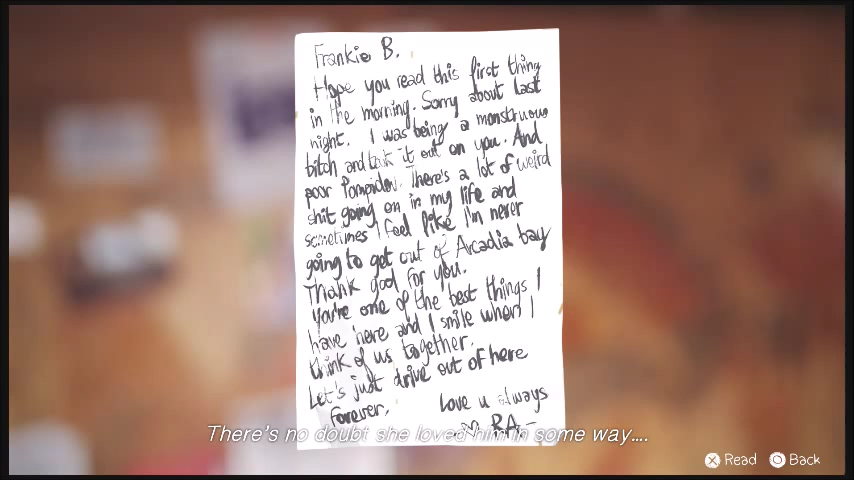 Frankie B.
Hope you read this first thing
in the morning. Sorry about last
night. I was being a monstruous
bitch and took it out on you. And
poor Pompidou. There's a lot of weird
shit going on in my life and
sometimes I feel like I'm never
going to get out of Arcadia bay
Thank god for you.
You're one of the best things I
have here and I smile when I
think of us together.
Let's just drive out of here
forever.
Love u always
RA -
There's no doubt she loved him in some way....
Read
Back